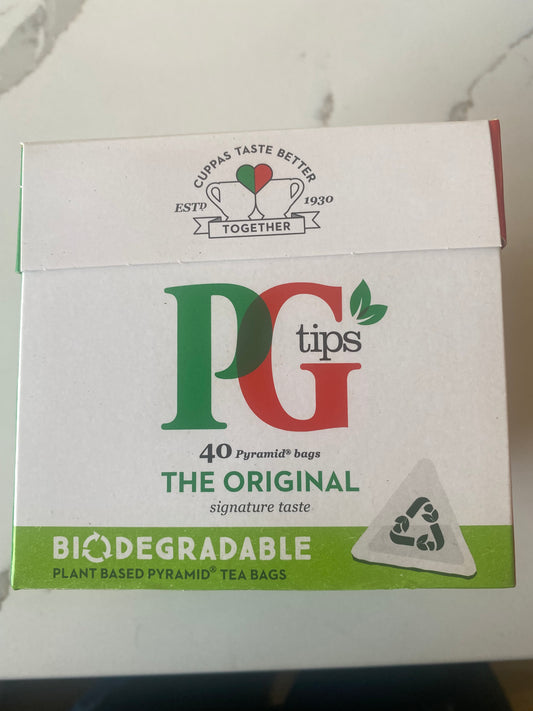 CUPPAS TASTE BETTER
ESTD 1930
TOGETHER
PG tips
40 Pyramid® bags
THE ORIGINAL
signature taste
BIODEGRADABLE
PLANT BASED PYRAMID® TEA BAGS